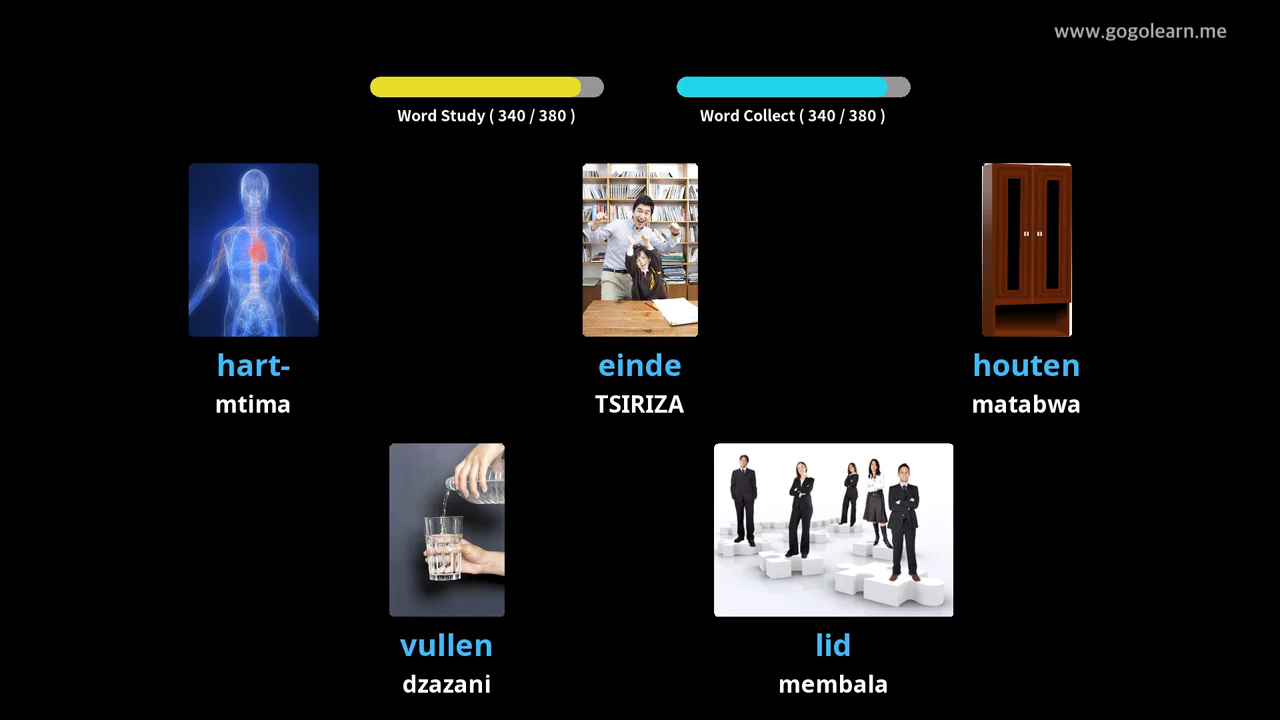 www.gogolearn.me
Word Study ( 340 / 380 )
Word Collect ( 340 / 380 )
hart-
mtima
einde
TSIRIZA
houten
matabwa
vullen
dzazani
lid
membala